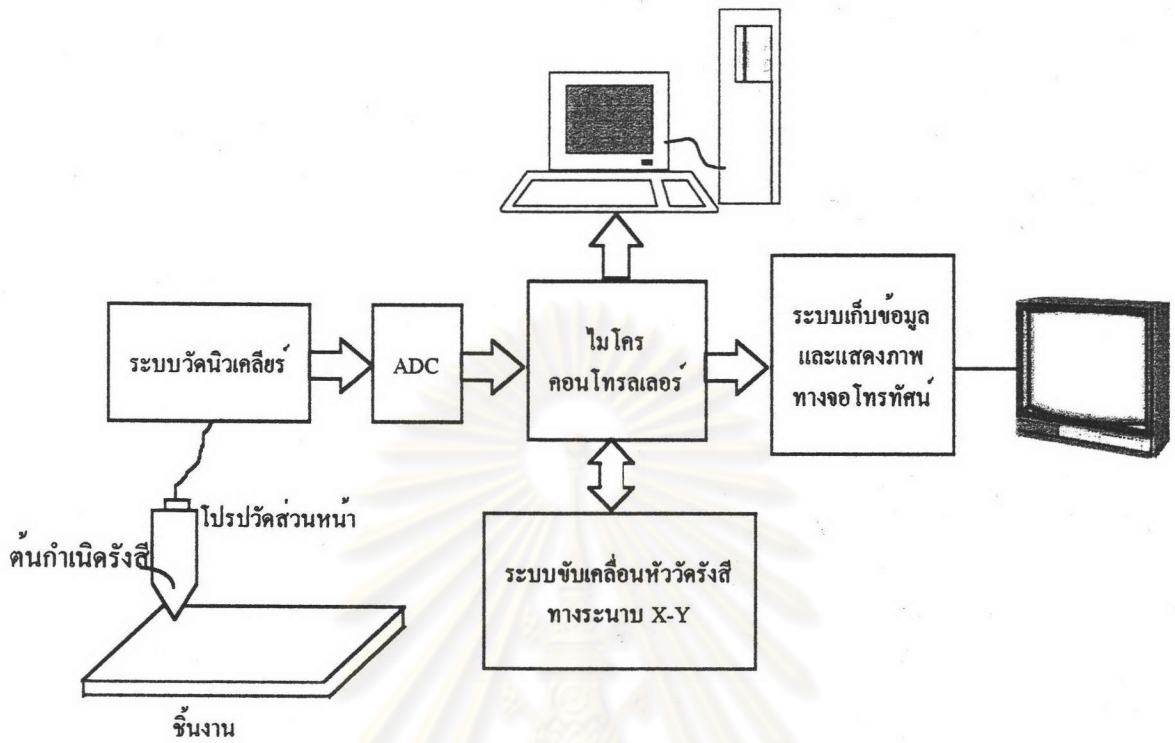 ระบบวัดนิวเคลียร์
ADC
ไมโคร
คอนโทรลเลอร์
ระบบเก็บข้อมูล
และแสดงภาพ
ทางจอโทรทัศน์
โปรปวัดส่วนหน้า
ต้นกำเนิดรังสี
ระบบขับเคลื่อนหัววัดรังสี
ทางระนาบ X-Y
ชิ้นงาน